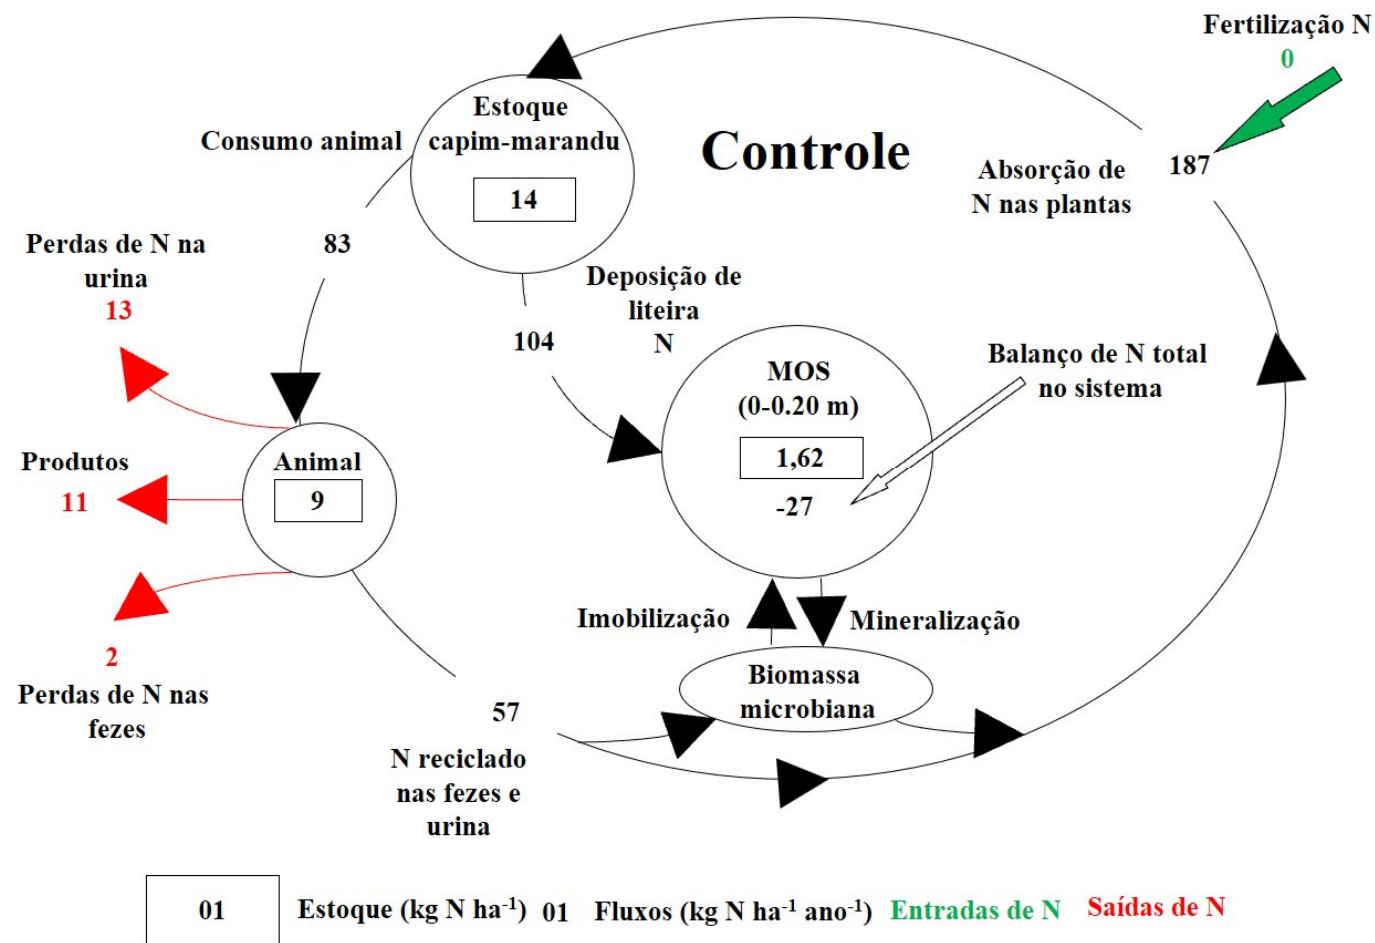 Fertilização N
0
Estoque
capim-marandu
14
Consumo animal
Controle
187
Absorção de
N nas plantas
83
Perdas de N na
urina
13
Deposição de
liteira
N
104
Balanço de N total
no sistema
MOS
(0-0.20 m)
1,62
-27
Produtos
11
Animal
9
Imobilização
Mineralização
2
Perdas de N nas
fezes
Biomassa
microbiana
57
N reciclado
nas fezes e
urina
01 Estoque (kg N ha⁻¹) 01 Fluxos (kg N ha⁻¹ ano⁻¹) Entradas de N Saídas de N